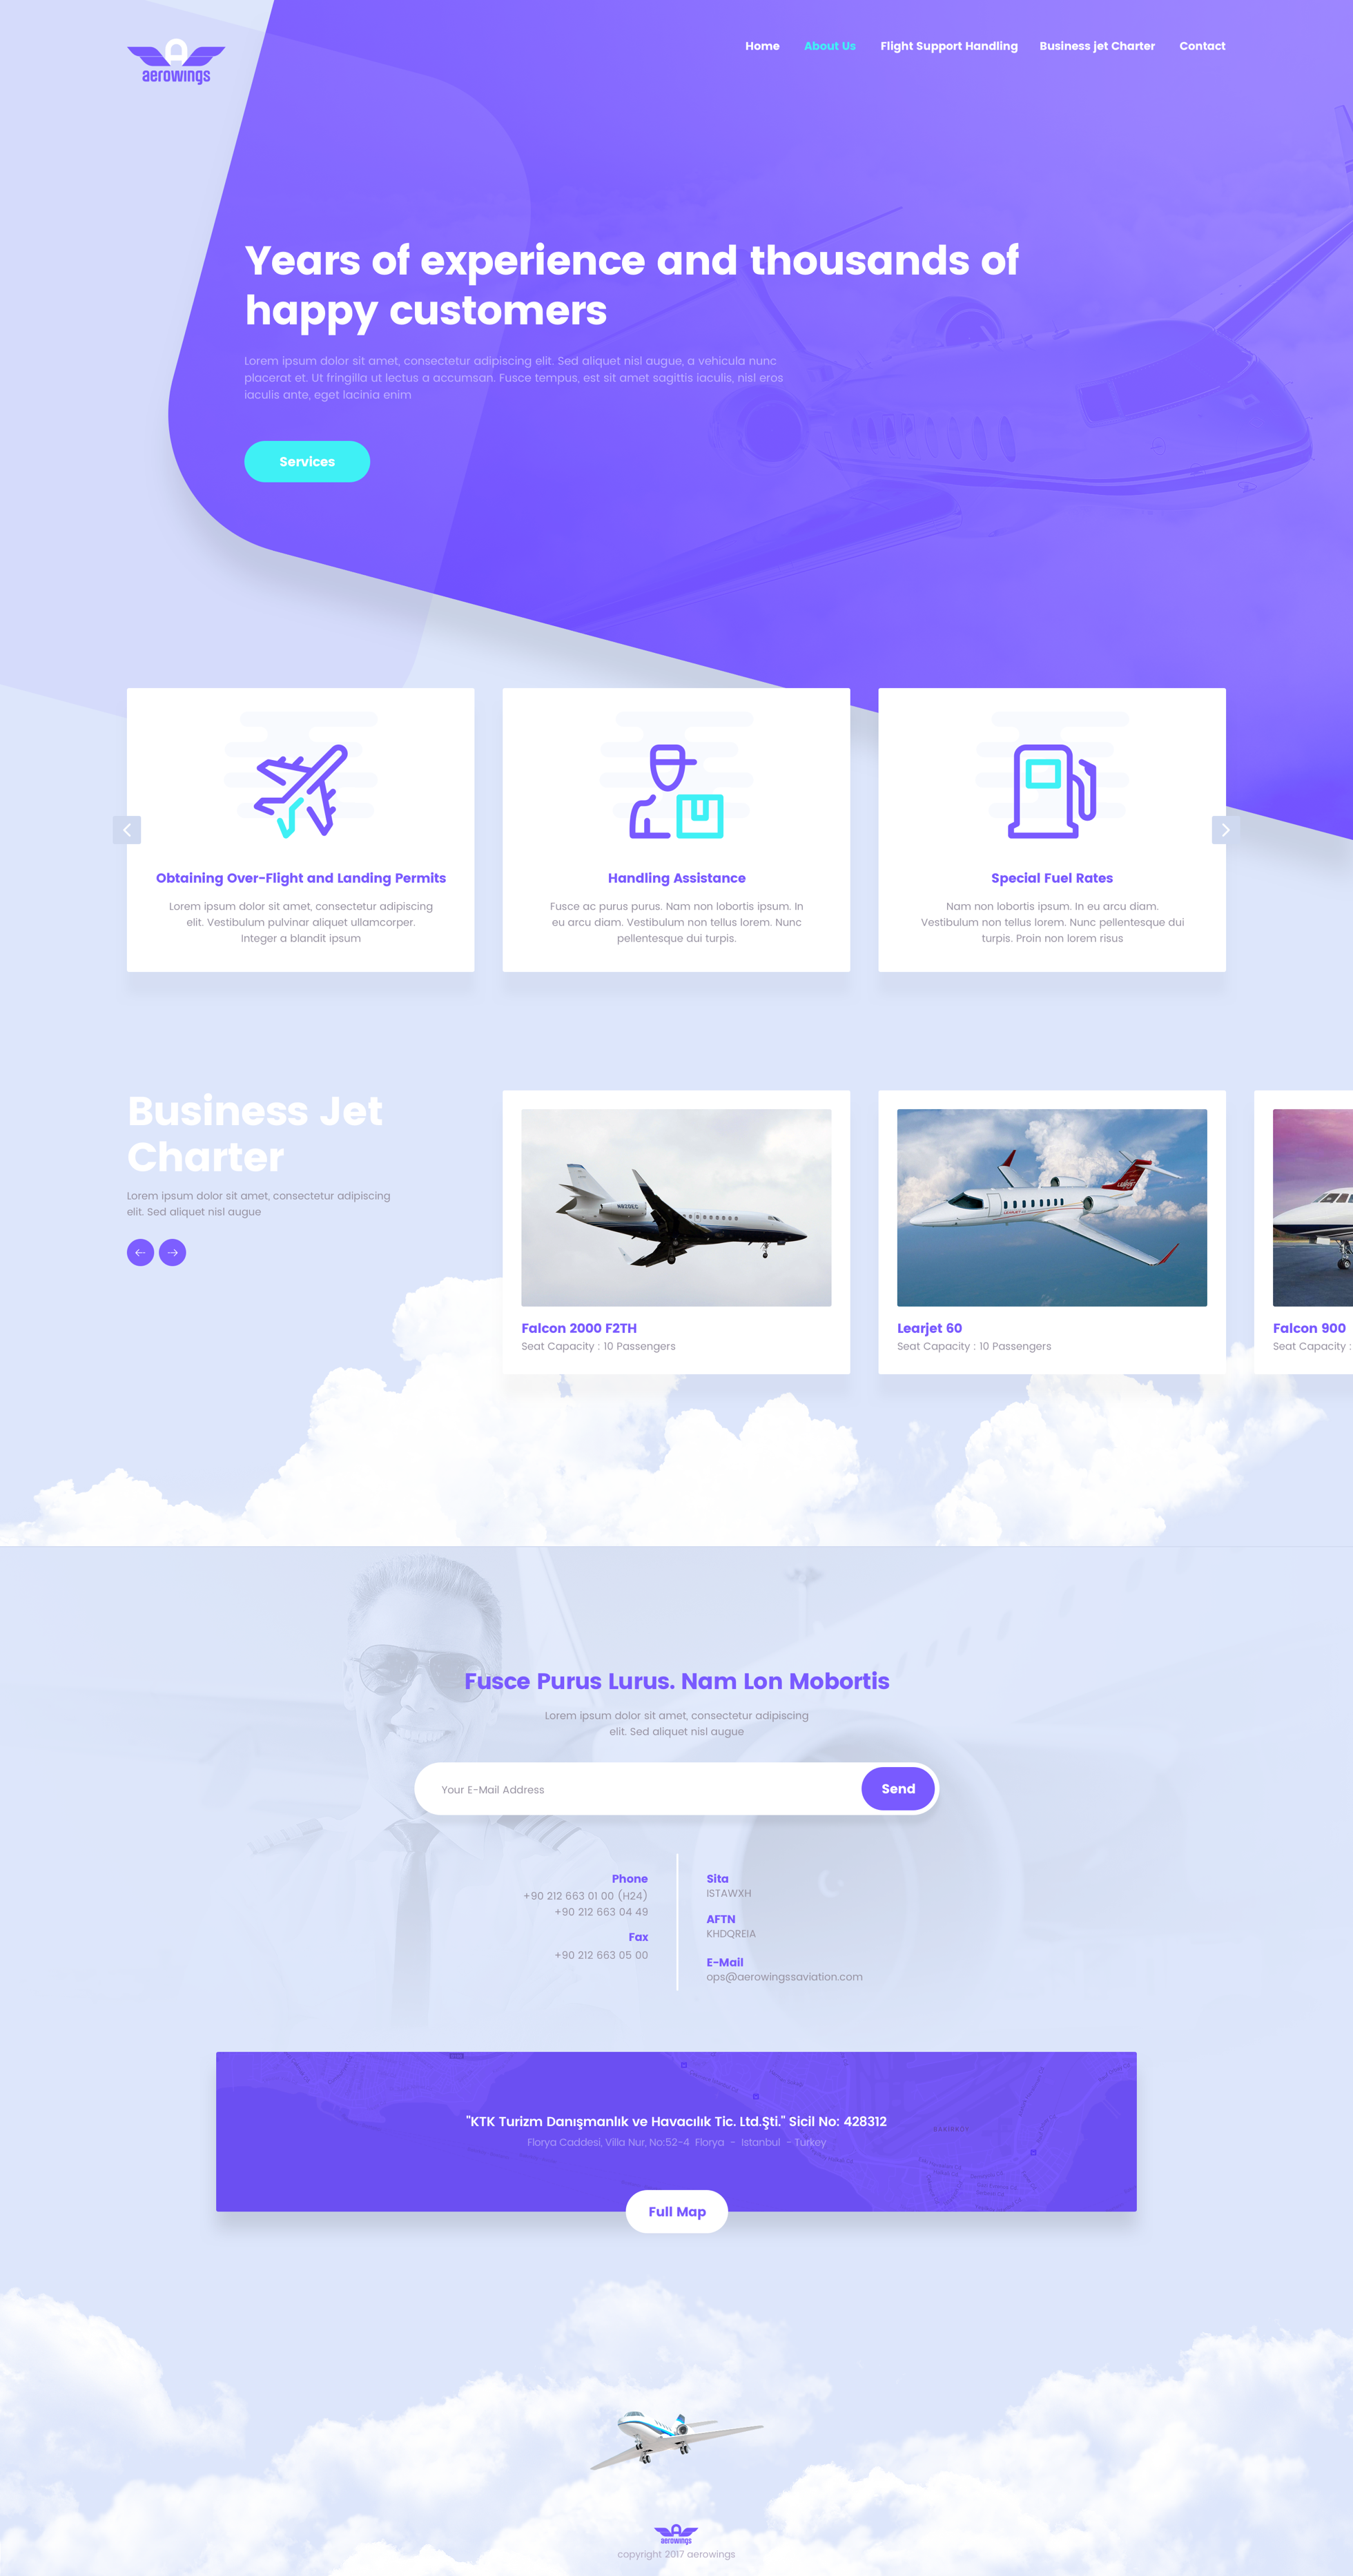 aerowings
Home About Us Flight Support Handling Business jet Charter Contact
Years of experience and thousands of
happy customers
Lorem ipsum dolor sit amet, consectetur adipiscing elit. Sed aliquet nisl augue, a vehicula nunc
placerat et. Ut fringilla ut lectus a accumsan. Fusce tempus, est sit amet sagittis iaculis, nisl eros
iaculis ante, eget lacinia enim
Services
Obtaining Over-Flight and Landing Permits
Lorem ipsum dolor sit amet, consectetur adipiscing
elit. Vestibulum pulvinar aliquet ullamcorper.
Integer a blandit ipsum
Handling Assistance
Fusce ac purus purus. Nam non lobortis ipsum. In
eu arcu diam. Vestibulum non tellus lorem. Nunc
pellentesque dui turpis.
Special Fuel Rates
Nam non lobortis ipsum. In eu arcu diam.
Vestibulum non tellus lorem. Nunc pellentesque dui
turpis. Proin non lorem risus
Business Jet
Charter
Lorem ipsum dolor sit amet, consectetur adipiscing
elit. Sed aliquet nisl augue
Falcon 2000 F2TH
Seat Capacity : 10 Passengers
LEARJET
Learjet 60
Seat Capacity : 10 Passengers
Falcon 900
Seat Capacity :
Fusce Purus Lurus. Nam Lon Mobortis
Lorem ipsum dolor sit amet, consectetur adipiscing
elit. Sed aliquet nisl augue
Your E-Mail Address
Send
Phone
+90 212 663 01 00 (H24)
+90 212 663 04 49
Fax
+90 212 663 05 00
Sita
ISTAWXH
AFTN
KHDQREIA
E-Mail
ops@aerowingssaviation.com
"KTK Turizm Danışmanlık ve Havacılık Tic. Ltd.Şti." Sicil No: 428312
Florya Caddesi, Villa Nur, No:52-4 Florya - Istanbul - Turkey
BAKIRKÖY
Full Map
aerowings
copyright 2017 aerowings